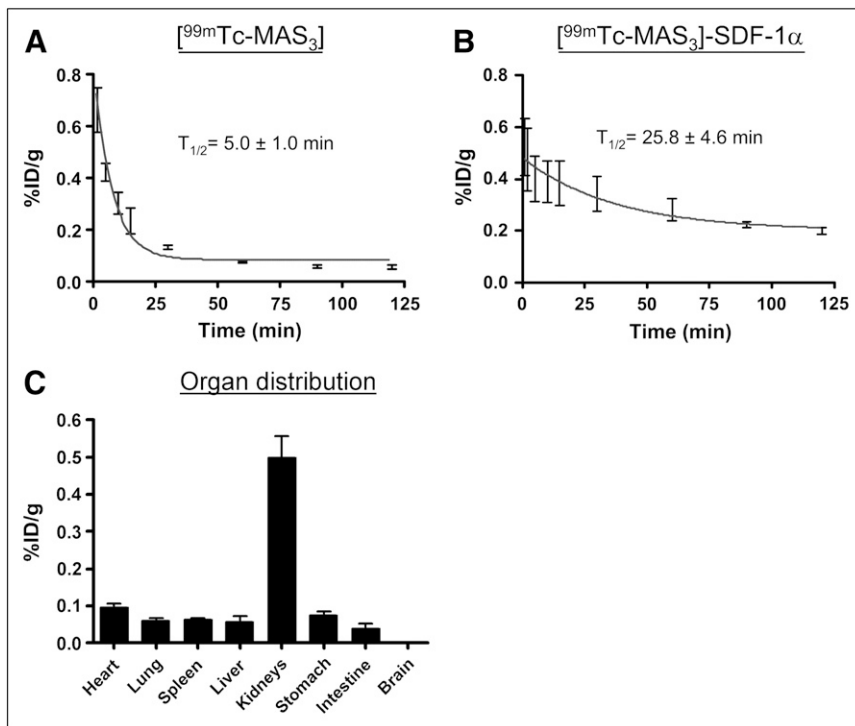 A
[⁹⁹ᵐTc-MAS₃]
0.8
0.6
0.4
0.2
0.0
%ID/g
T₁/₂= 5.0 ± 1.0 min
0 25 50 75 100 125
Time (min)
B
[⁹⁹ᵐTc-MAS₃]-SDF-1α
0.8
0.6
0.4
0.2
0.0
%ID/g
T₁/₂= 25.8 ± 4.6 min
0 25 50 75 100 125
Time (min)
C
Organ distribution
0.6
0.5
0.4
0.3
0.2
0.1
0.0
%ID/g
Heart
Lung
Spleen
Liver
Kidneys
Stomach
Intestine
Brain